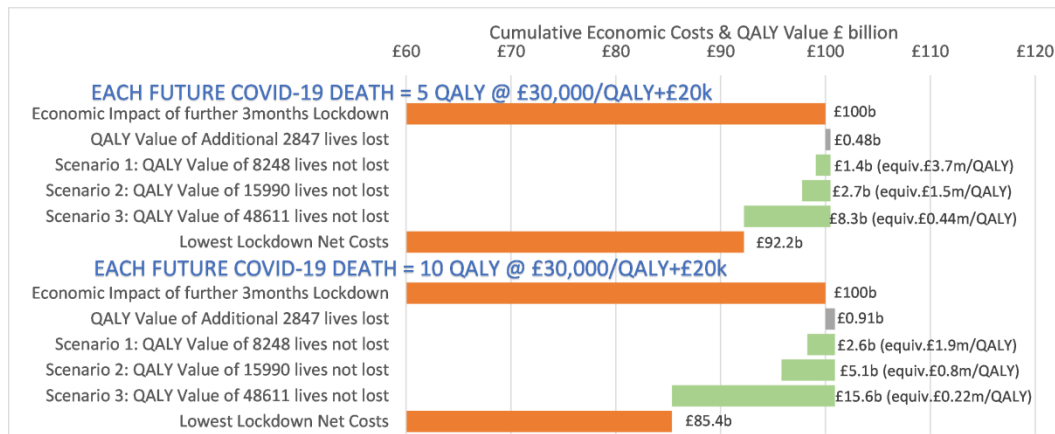 Cumulative Economic Costs & QALY Value £ billion
£60 £70 £80 £90 £100 £110 £120
EACH FUTURE COVID-19 DEATH = 5 QALY @ £30,000/QALY+£20k
Economic Impact of further 3months Lockdown £100b
QALY Value of Additional 2847 lives lost £0.48b
Scenario 1: QALY Value of 8248 lives not lost £1.4b (equiv.£3.7m/QALY)
Scenario 2: QALY Value of 15990 lives not lost £2.7b (equiv.£1.5m/QALY)
Scenario 3: QALY Value of 48611 lives not lost £8.3b (equiv.£0.44m/QALY)
Lowest Lockdown Net Costs £92.2b
EACH FUTURE COVID-19 DEATH = 10 QALY @ £30,000/QALY+£20k
Economic Impact of further 3months Lockdown £100b
QALY Value of Additional 2847 lives lost £0.91b
Scenario 1: QALY Value of 8248 lives not lost £2.6b (equiv.£1.9m/QALY)
Scenario 2: QALY Value of 15990 lives not lost £5.1b (equiv.£0.8m/QALY)
Scenario 3: QALY Value of 48611 lives not lost £15.6b (equiv.£0.22m/QALY)
Lowest Lockdown Net Costs £85.4b